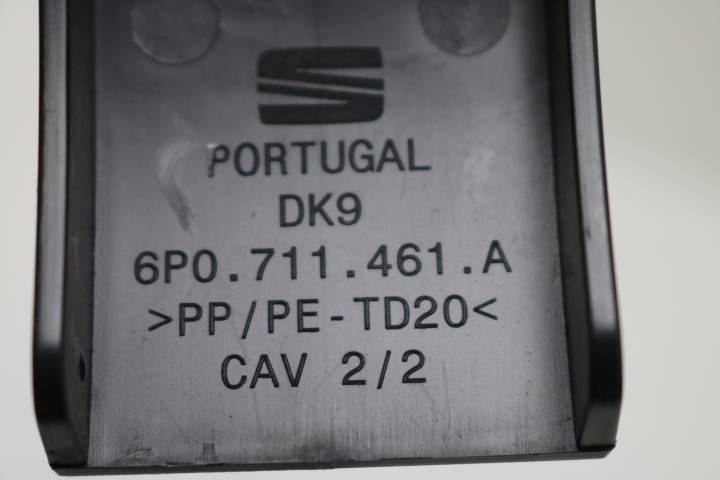 PORTUGAL
DK9
6P0.711.461.A
>PP/PE-TD20<
CAV 2/2